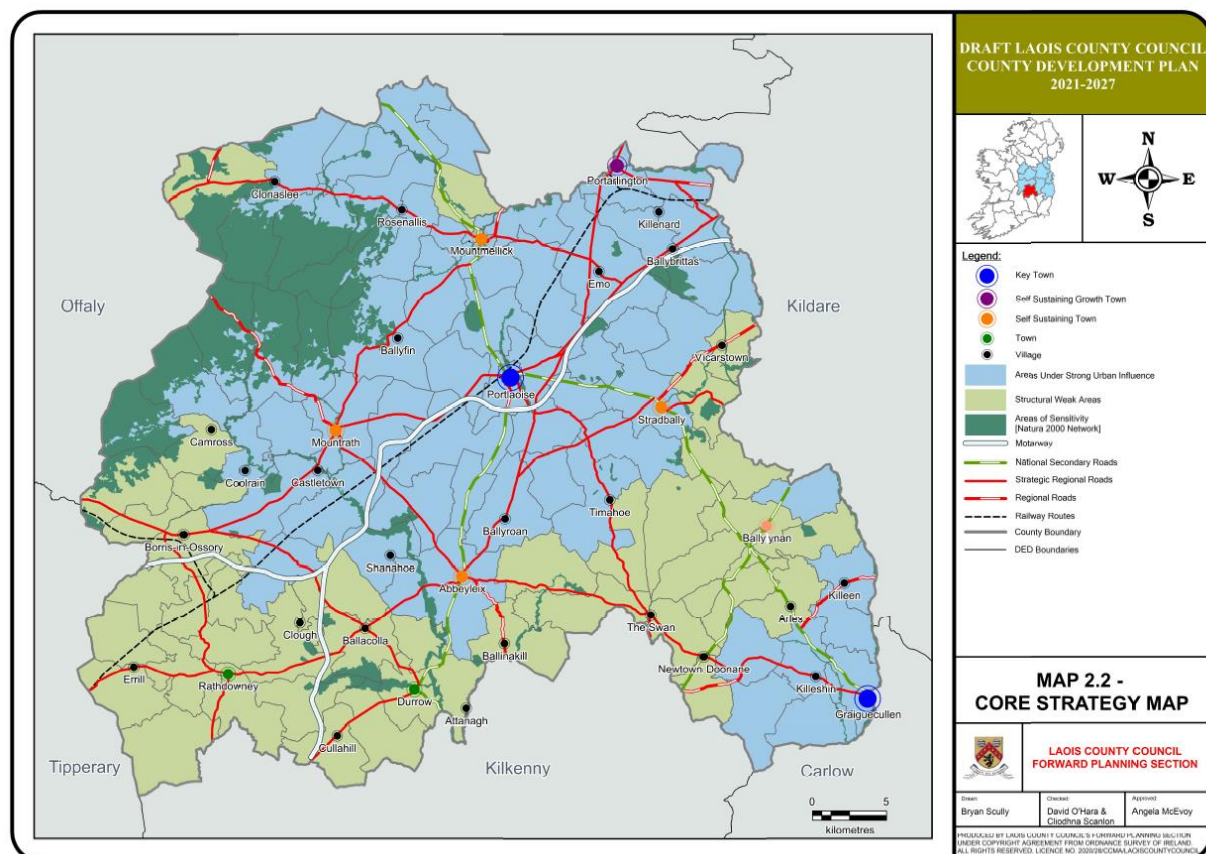 DRAFT LAOIS COUNTY COUNCIL
COUNTY DEVELOPMENT PLAN
2021-2027
N
W
E
S
Legend:
Key Town
Self Sustaining Growth Town
Self Sustaining Town
Town
Village
Areas Under Strong Urban Influence
Structural Weak Areas
Areas of Sensitivity
[Natura 2000 Network]
Motorway
National Secondary Roads
Strategic Regional Roads
Regional Roads
Railway Routes
County Boundary
DED Boundaries
MAP 2.2 -
CORE STRATEGY MAP
LAOIS COUNTY COUNCIL
FORWARD PLANNING SECTION
Drawn:
Bryan Scully
Checked:
David O'Hara &
Cliodhna Scanlon
Approved:
Angela McEvoy
PRODUCED BY LAOIS COUNTY COUNCIL'S FORWARD PLANNING SECTION
UNDER COPYRIGHT AGREEMENT FROM ORDNANCE SURVEY OF IRELAND.
ALL RIGHTS RESERVED. LICENCE NO. 2020/28/CCMA/LAOISCOUNTYCOUNCIL
Portarlington
Clonaslee
Rosenallis
Killenard
Mountmellick
Ballybrittas
Emo
Offaly
Kildare
Ballyfin
Vicarstown
Portlaoise
Stradbally
Camross
Mountrath
Coolrain
Castletown
Timahoe
Ballyroan
Ballylynan
Borris-in-Ossory
Shanahoe
Abbeyleix
Killeen
Arles
Clough
Ballacolla
The Swan
Ballinakill
Newtown Doonane
Errill
Rathdowney
Killeshin
Durrow
Attanagh
Graiguecullen
Cullahill
Tipperary
Kilkenny
Carlow
0
5
kilometres